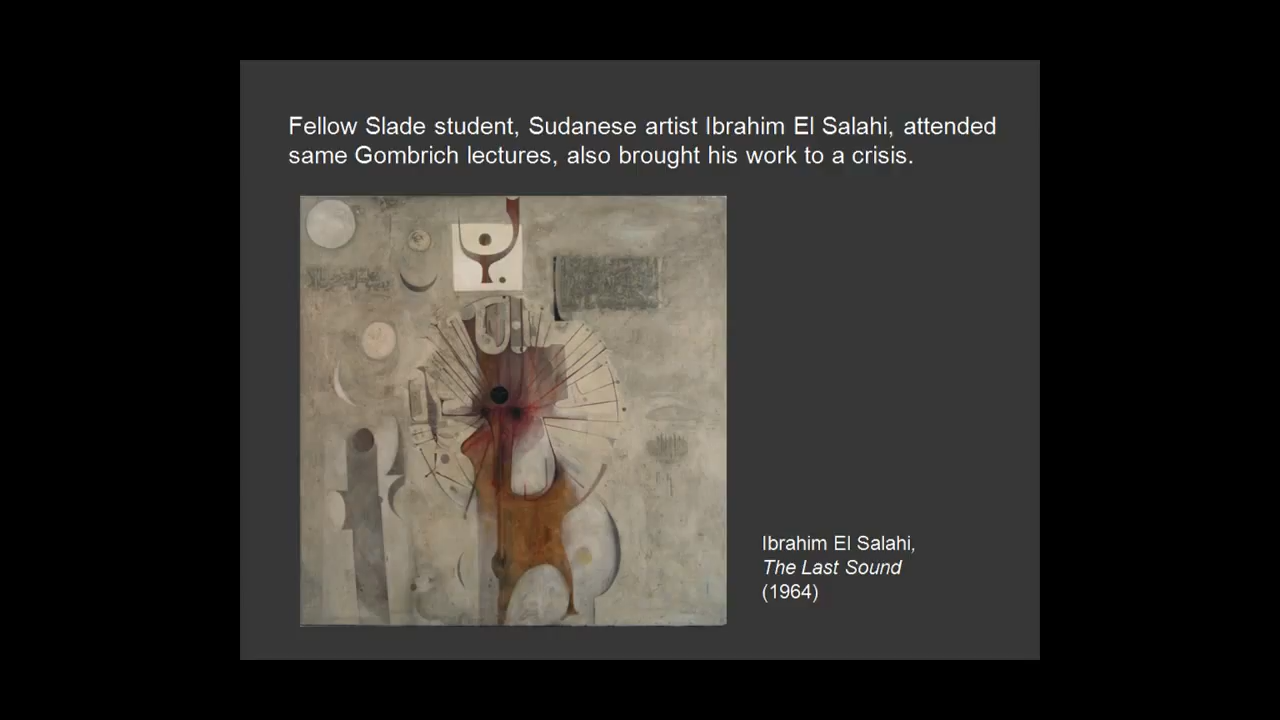 Fellow Slade student, Sudanese artist Ibrahim El Salahi, attended
same Gombrich lectures, also brought his work to a crisis.
Ibrahim El Salahi,
The Last Sound
(1964)